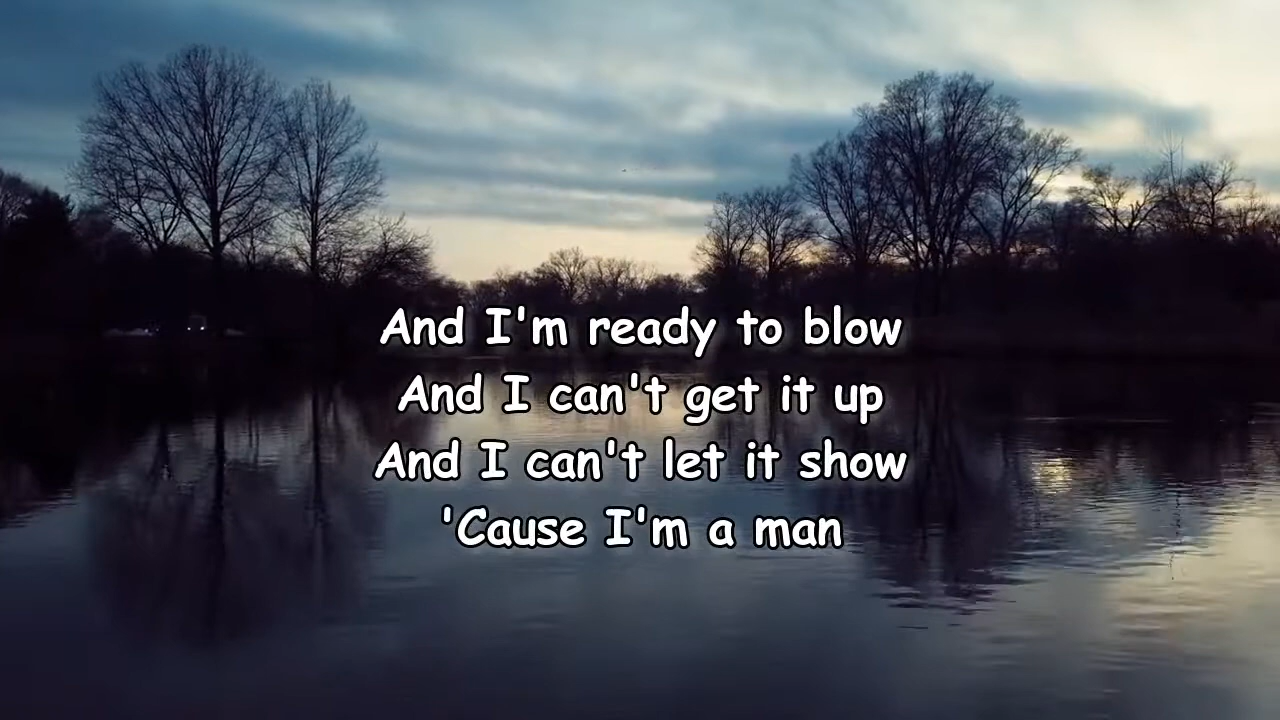 And I'm ready to blow
And I can't get it up
And I can't let it show
'Cause I'm a man